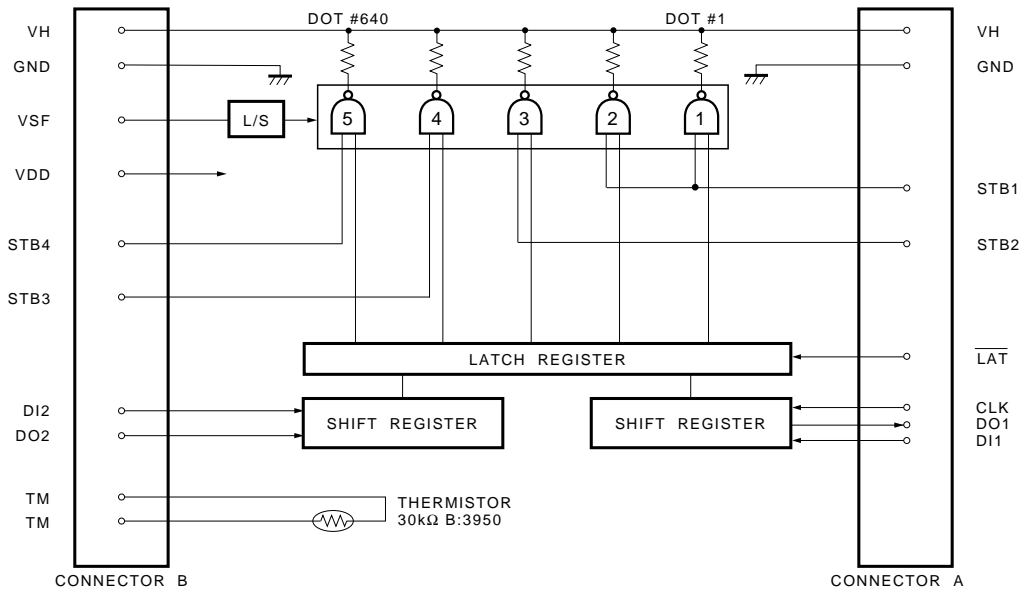 DOT #640
DOT #1
VH
VH
GND
GND
VSF
L/S
5
4
3
2
1
VDD
STB1
STB4
STB2
STB3
LATCH REGISTER
LAT
DI2
SHIFT REGISTER
SHIFT REGISTER
CLK
DO2
DO1
DI1
TM
THERMISTOR
TM
30kΩ B:3950
CONNECTOR B
CONNECTOR A